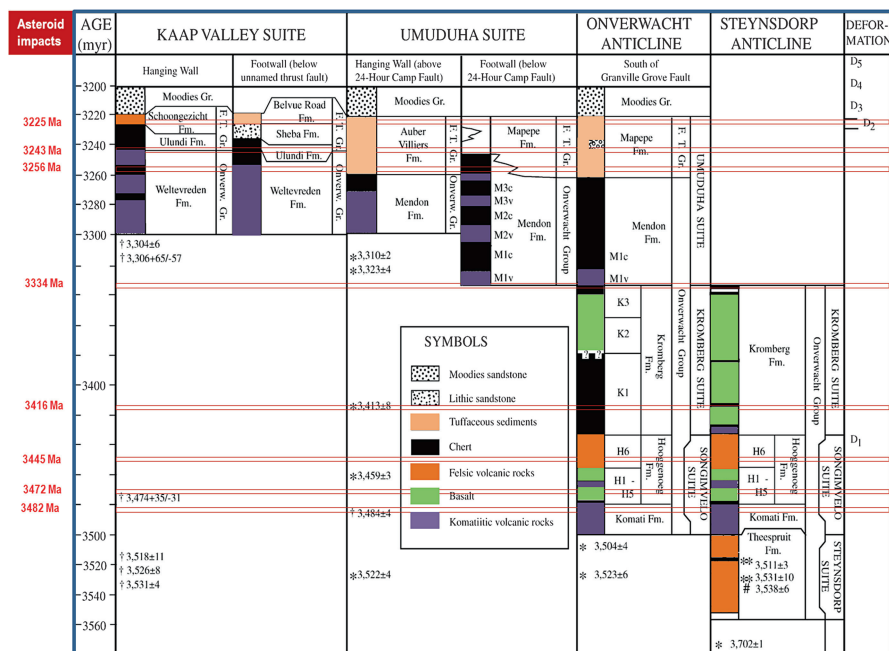 Asteroid
impacts
AGE
(myr)
KAAP VALLEY SUITE
UMUDUHA SUITE
ONVERWACHT
ANTICLINE
STEYNSDORP
ANTICLINE
DEFOR-
MATION)
Hanging Wall
Footwall (below
unnamed thrust fault)
Hanging Wall (above
24-Hour Camp Fault)
Footwall (below
24-Hour Camp Fault)
South of
Granville Grove Fault
D5
D4
D3
D2
D1
3200
3220
3240
3260
3280
3300
3400
3500
3520
3540
3560
3225 Ma
3243 Ma
3256 Ma
3334 Ma
3416 Ma
3445 Ma
3472 Ma
3482 Ma
Moodies Gr.
Schoongezicht
Fm.
Ulundi Fm.
Weltevreden
Fm.
F. T. Gr.
Onverw. Gr.
† 3,304±6
† 3,306+65/-57
† 3,474+35/-31
† 3,518±11
† 3,526±8
† 3,531±4
Belvue Road
Fm.
Sheba Fm.
Ulundi Fm.
Weltevreden
Fm.
F. T. Gr.
Onverw. Gr.
Moodies Gr.
Auber
Villiers
Fm.
Mendon
Fm.
F. T. Gr.
Onverw. Gr.
*3,310±2
*3,323±4
*3,413±8
*3,459±3
† 3,484±4
*3,522±4
Mapepe
Fm.
M3c
M3v
M2c
M2v
M1c
M1v
Mendon
Fm.
F. T. Gr.
Onverwacht Group
Moodies Gr.
Mapepe
Fm.
Mendon
Fm.
M1c
M1v
F. T. Gr.
UMUDUHA SUITE
K3
K2
K1
? ?
Kromberg
Fm.
Onverwacht Group
KROMBERG SUITE
H6
H1 -
H5
Hooggenoeg
Fm.
Komati Fm.
SONGIMVELO
SUITE
* 3,504±4
* 3,523±6
Kromberg
Fm.
Onverwacht Group
KROMBERG SUITE
H6
H1 -
H5
Hooggenoeg
Fm.
Komati Fm.
SONGIMVELO
SUITE
Theespruit
Fm.
** 3,511±3
** 3,531±10
# 3,538±6
STEYNSDORP
SUITE
* 3,702±1
SYMBOLS
Moodies sandstone
Lithic sandstone
Tuffaceous sediments
Chert
Felsic volcanic rocks
Basalt
Komatiitic volcanic rocks